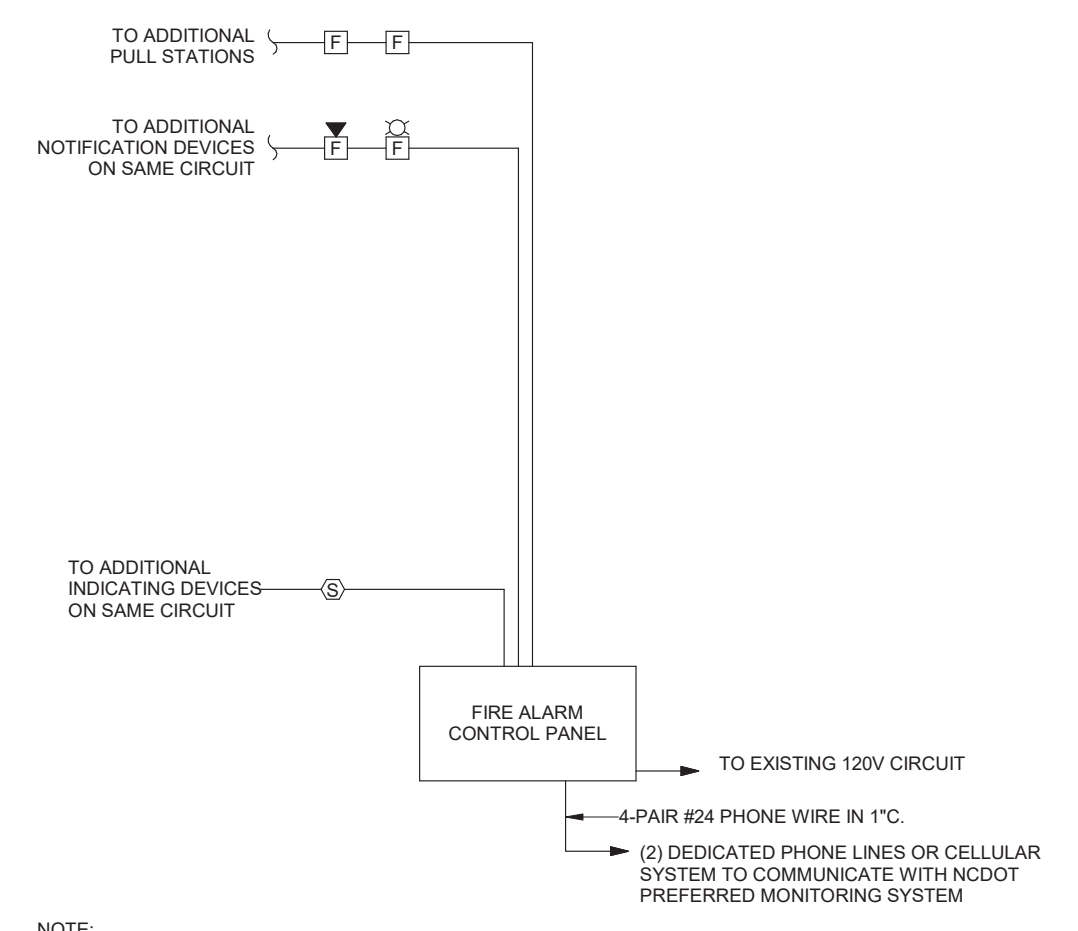 TO ADDITIONAL
PULL STATIONS
F F
TO ADDITIONAL
NOTIFICATION DEVICES
ON SAME CIRCUIT
F F
TO ADDITIONAL
INDICATING DEVICES
ON SAME CIRCUIT
S
FIRE ALARM
CONTROL PANEL
TO EXISTING 120V CIRCUIT
4-PAIR #24 PHONE WIRE IN 1"C.
(2) DEDICATED PHONE LINES OR CELLULAR
SYSTEM TO COMMUNICATE WITH NCDOT
PREFERRED MONITORING SYSTEM
NOTE: